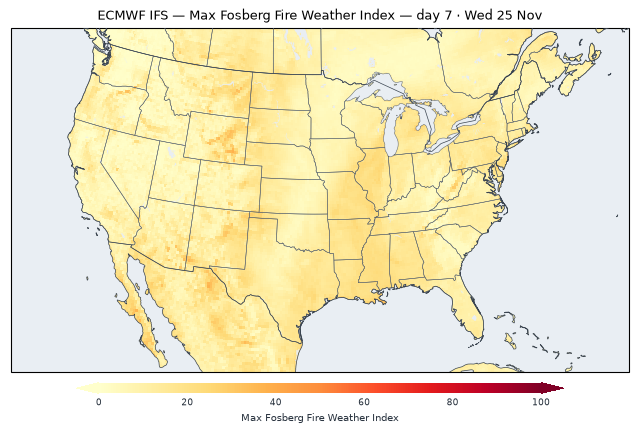 ECMWF IFS — Max Fosberg Fire Weather Index — day 7 · Wed 25 Nov
0 20 40 60 80 100
Max Fosberg Fire Weather Index